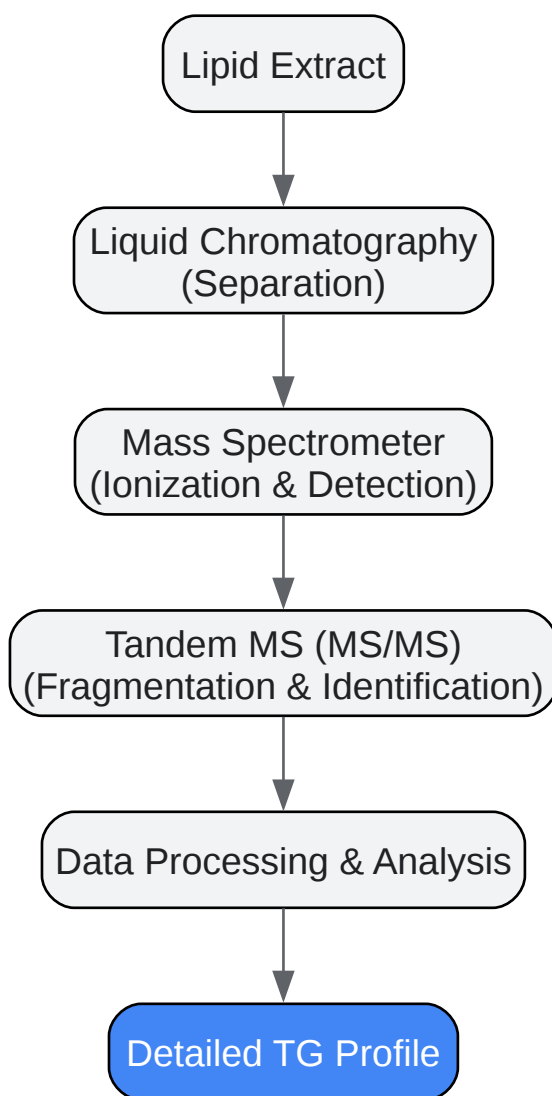 Lipid Extract
Liquid Chromatography
(Separation)
Mass Spectrometer
(Ionization & Detection)
Tandem MS (MS/MS)
(Fragmentation & Identification)
Data Processing & Analysis
Detailed TG Profile